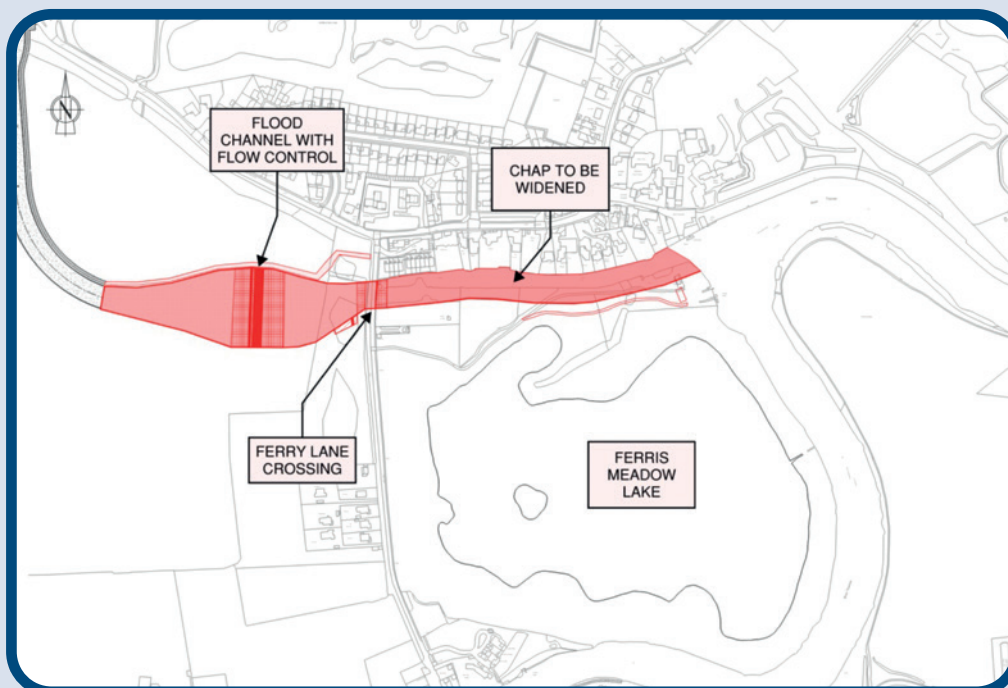 N
FLOOD
CHANNEL WITH
FLOW CONTROL
CHAP TO BE
WIDENED
FERRY LANE
CROSSING
FERRIS
MEADOW
LAKE